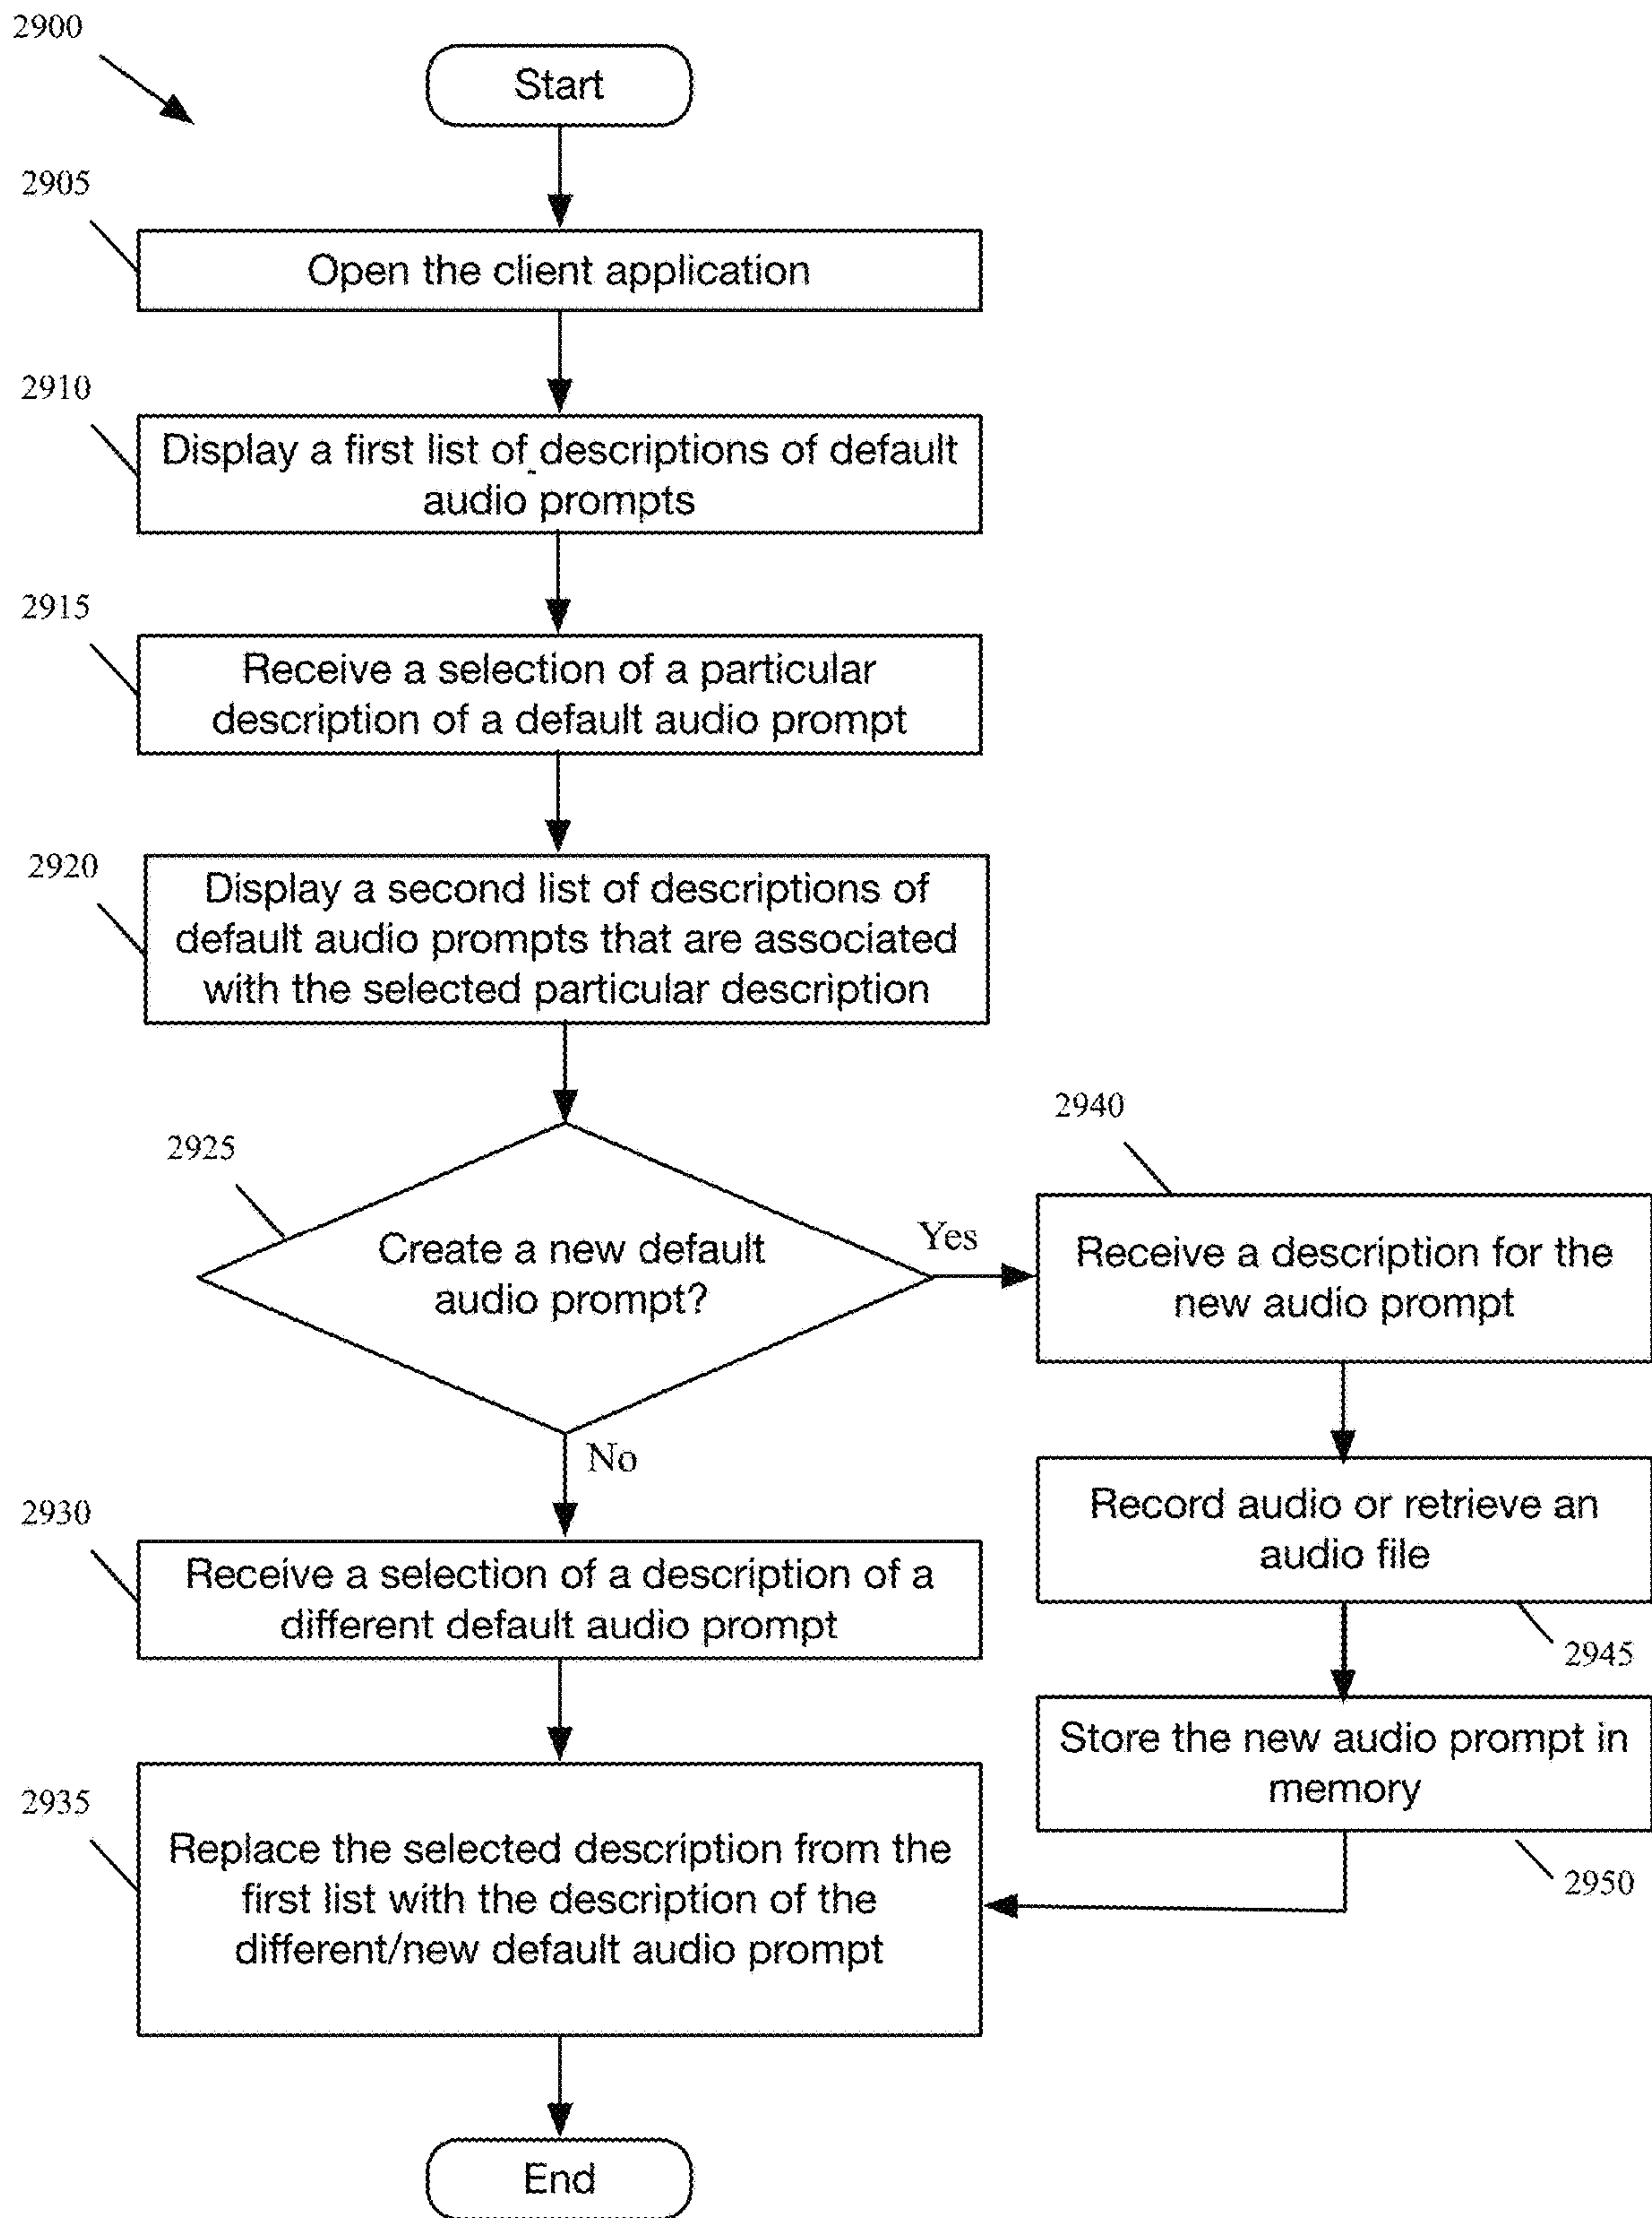 2900
Start
2905
Open the client application
2910
Display a first list of descriptions of default
audio prompts
2915
Receive a selection of a particular
description of a default audio prompt
2920
Display a second list of descriptions of
default audio prompts that are associated
with the selected particular description
2925
Create a new default
audio prompt?
Yes
2940
Receive a description for the
new audio prompt
No
Record audio or retrieve an
audio file
2945
2930
Receive a selection of a description of a
different default audio prompt
Store the new audio prompt in
memory
2950
2935
Replace the selected description from the
first list with the description of the
different/new default audio prompt
End